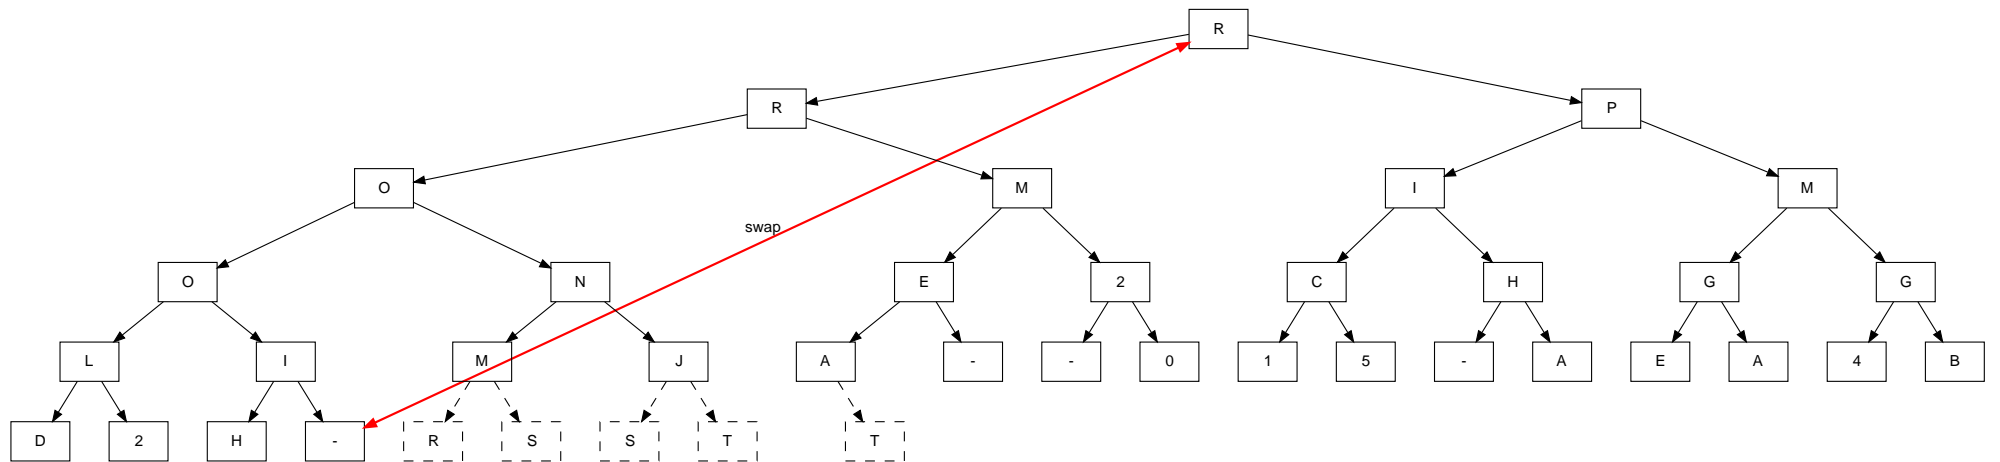 R
R P
O M I M
swap
O N E 2 C H G G
L I M J A - - 0 1 5 - A E A 4 B
D 2 H - R S S T T